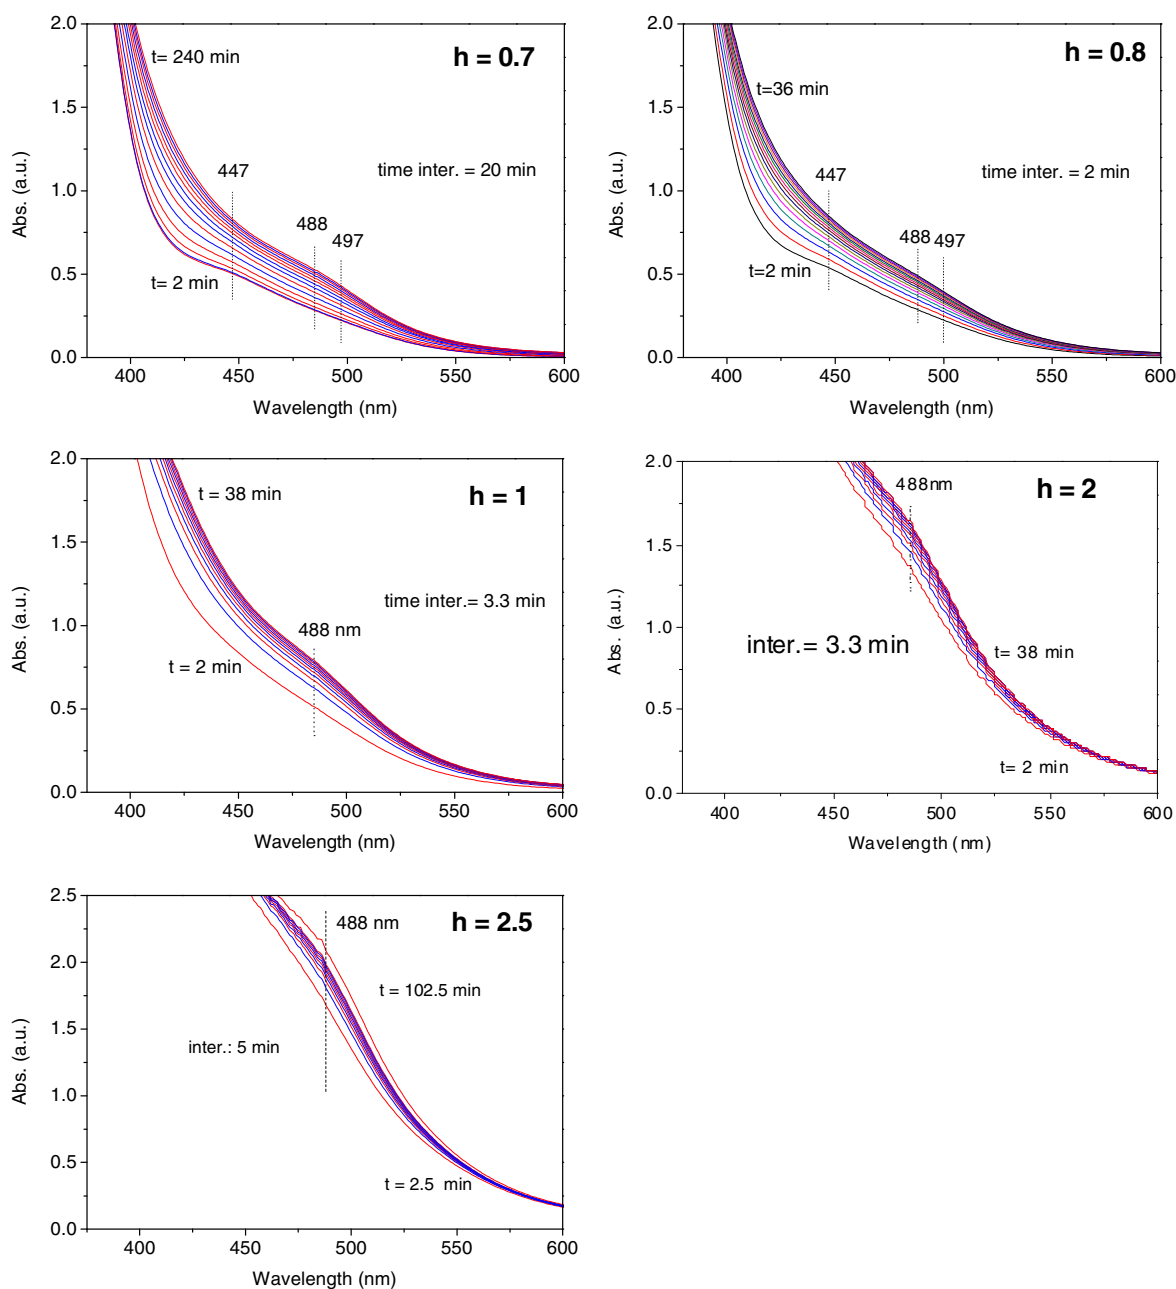 2.0
1.5
1.0
0.5
0.0
Abs. (a.u.)
t= 240 min
h = 0.7
time inter. = 20 min
447
488
497
t= 2 min
400
450
500
550
600
Wavelength (nm)
2.0
1.5
1.0
0.5
0.0
Abs. (a.u.)
h = 0.8
t=36 min
time inter. = 2 min
447
488
497
t=2 min
400
450
500
550
600
Wavelength (nm)
2.0
1.5
1.0
0.5
0.0
Abs. (a.u.)
t = 38 min
h = 1
time inter.= 3.3 min
488 nm
t = 2 min
400
450
500
550
600
Wavelength (nm)
2.0
1.5
1.0
0.5
0.0
Abs. (a.u.)
488nm
h = 2
inter.= 3.3 min
t= 38 min
t= 2 min
400
450
500
550
600
Wavelength (nm)
2.5
2.0
1.5
1.0
0.5
0.0
Abs. (a.u.)
488 nm
h = 2.5
t = 102.5 min
inter.: 5 min
t = 2.5 min
400
450
500
550
600
Wavelength (nm)